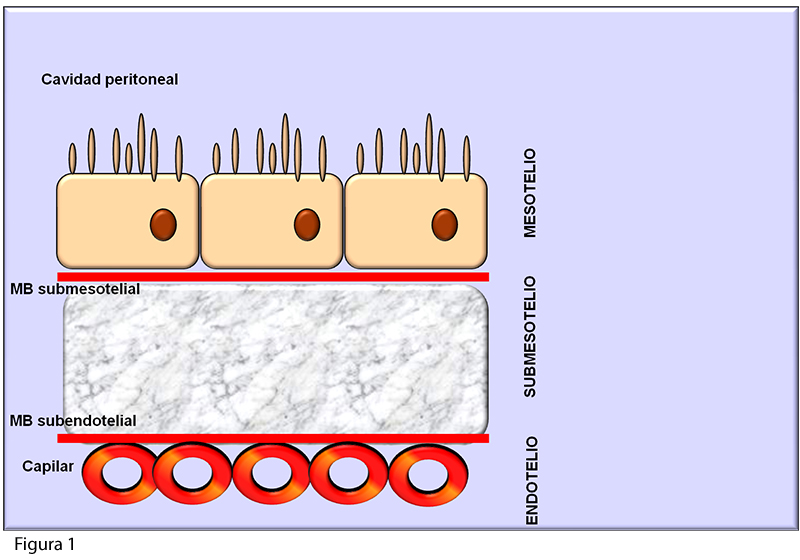 Cavidad peritoneal
MESOTELIO
MB submesotelial
SUBMESOTELIO
MB subendotelial
Capilar
ENDOTELIO
Figura 1